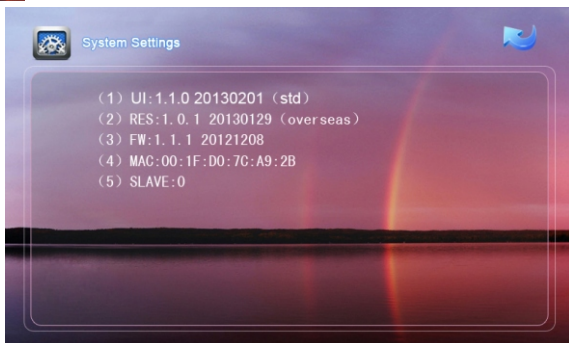 System Settings
（1）UI:1.1.0 20130201（std）
（2）RES:1.0.1 20130129（overseas）
（3）FW:1.1.1 20121208
（4）MAC:00:1F:D0:7C:A9:2B
（5）SLAVE:0